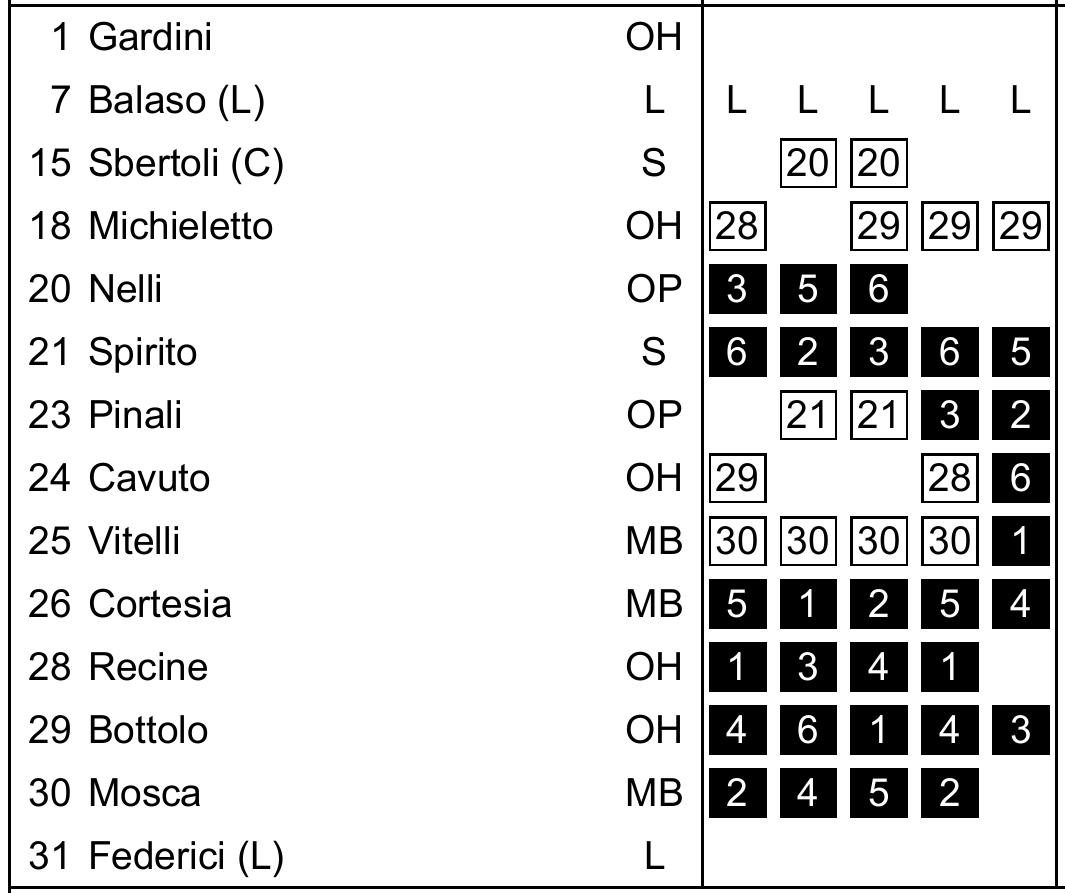 1 Gardini OH
7 Balaso (L) L L L L L L
15 Sbertoli (C) S 20 20
18 Michieletto OH 28 29 29 29
20 Nelli OP 3 5 6
21 Spirito S 6 2 3 6 5
23 Pinali OP 21 21 3 2
24 Cavuto OH 29 28 6
25 Vitelli MB 30 30 30 30 1
26 Cortesia MB 5 1 2 5 4
28 Recine OH 1 3 4 1
29 Bottolo OH 4 6 1 4 3
30 Mosca MB 2 4 5 2
31 Federici (L) L